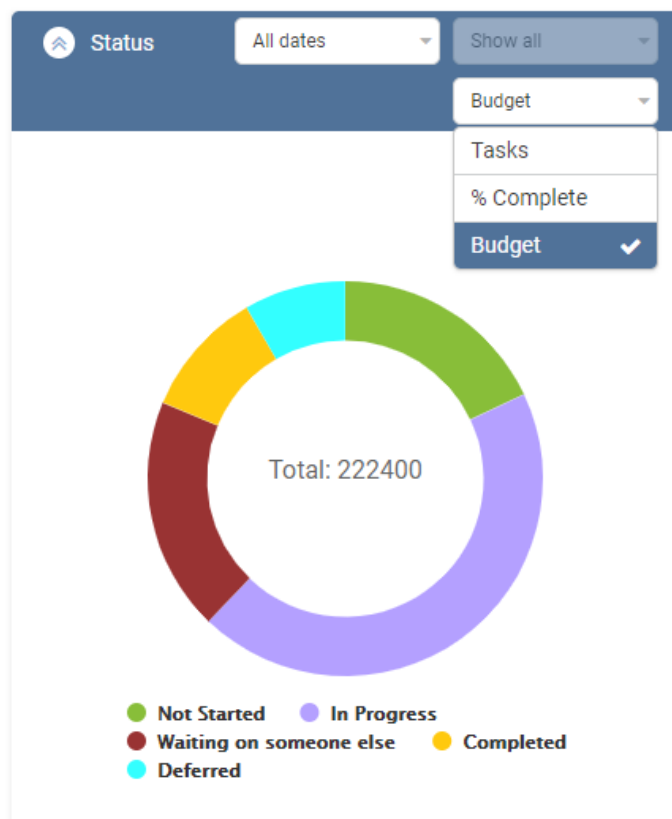 Status All dates Show all
Budget
Tasks
% Complete
Budget
Total: 222400
Not Started In Progress
Waiting on someone else Completed
Deferred